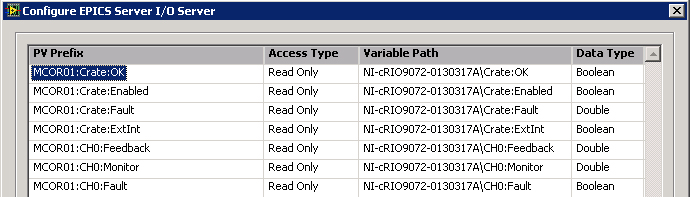 Configure EPICS Server I/O Server
PV Prefix Access Type Variable Path Data Type
MCOR01:Crate:OK Read Only NI-cRIO9072-0130317A\Crate:OK Boolean
MCOR01:Crate:Enabled Read Only NI-cRIO9072-0130317A\Crate:Enabled Boolean
MCOR01:Crate:Fault Read Only NI-cRIO9072-0130317A\Crate:Fault Double
MCOR01:Crate:ExtInt Read Only NI-cRIO9072-0130317A\Crate:ExtInt Boolean
MCOR01:CH0:Feedback Read Only NI-cRIO9072-0130317A\CH0:Feedback Double
MCOR01:CH0:Monitor Read Only NI-cRIO9072-0130317A\CH0:Monitor Double
MCOR01:CH0:Fault Read Only NI-cRIO9072-0130317A\CH0:Fault Boolean